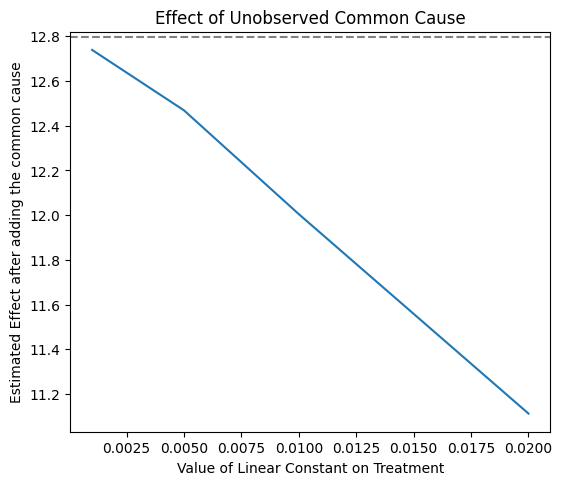 Effect of Unobserved Common Cause
Estimated Effect after adding the common cause
12.8
12.6
12.4
12.2
12.0
11.8
11.6
11.4
11.2
0.0025 0.0050 0.0075 0.0100 0.0125 0.0150 0.0175 0.0200
Value of Linear Constant on Treatment